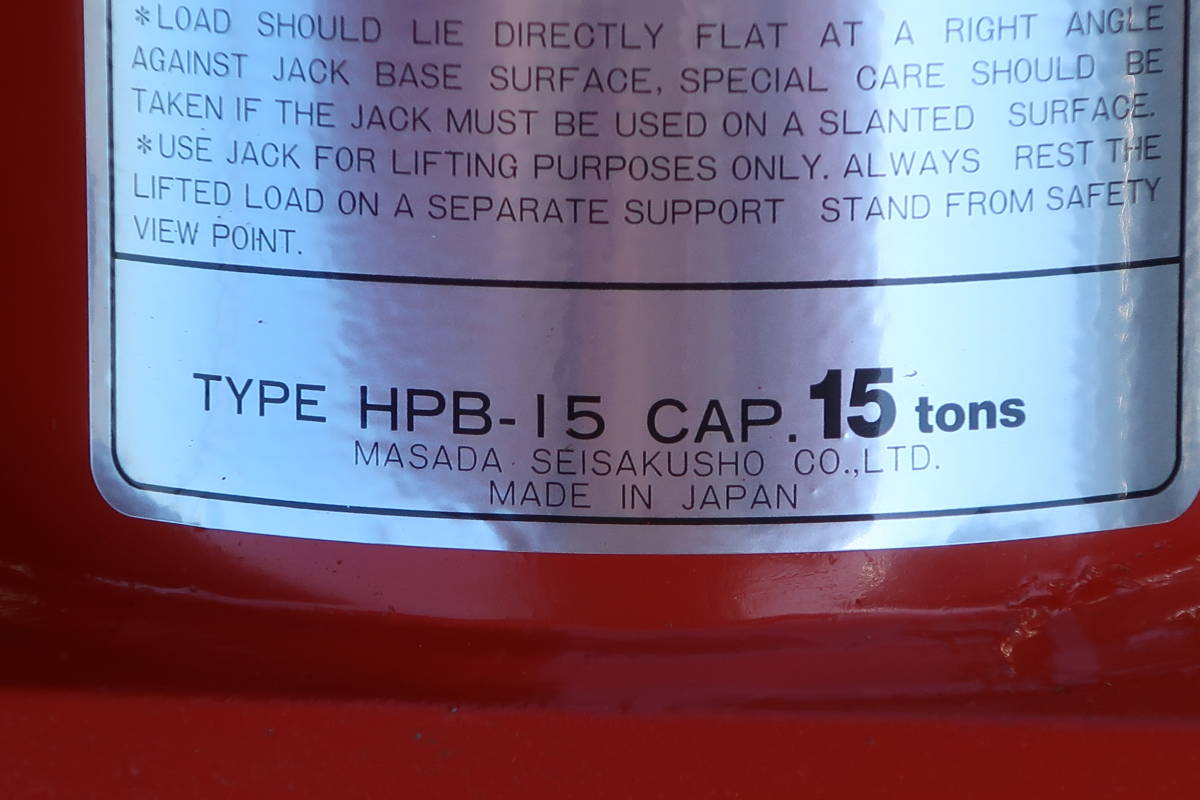 *LOAD SHOULD LIE DIRECTLY FLAT AT A RIGHT ANGLE
AGAINST JACK BASE SURFACE, SPECIAL CARE SHOULD BE
TAKEN IF THE JACK MUST BE USED ON A SLANTED SURFACE.
*USE JACK FOR LIFTING PURPOSES ONLY. ALWAYS REST THE
LIFTED LOAD ON A SEPARATE SUPPORT STAND FROM SAFETY
VIEW POINT.
TYPE HPB-15 CAP. 15 tons
MASADA SEISAKUSHO CO.,LTD.
MADE IN JAPAN